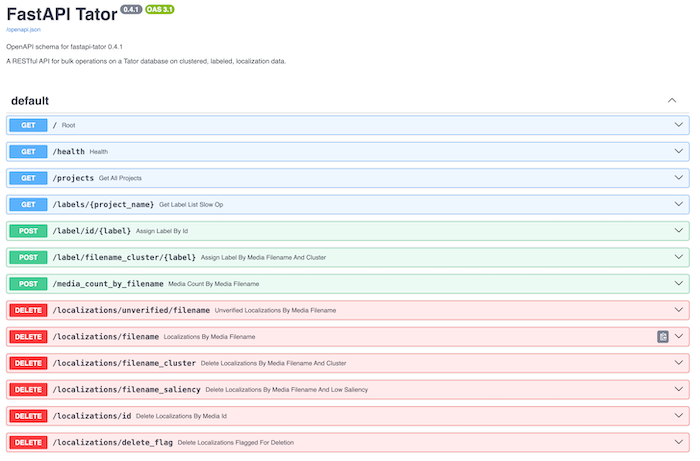 FastAPI Tator 0.4.1 OAS 3.1
/openapi.json
OpenAPI schema for fastapi-tator 0.4.1
A RESTful API for bulk operations on a Tator database on clustered, labeled, localization data.
default
GET / Root
GET /health Health
GET /projects Get All Projects
GET /labels/{project_name} Get Label List Slow Op
POST /label/id/{label} Assign Label By Id
POST /label/filename_cluster/{label} Assign Label By Media Filename And Cluster
POST /media_count_by_filename Media Count By Media Filename
DELETE /localizations/unverified/filename Unverified Localizations By Media Filename
DELETE /localizations/filename Localizations By Media Filename
DELETE /localizations/filename_cluster Delete Localizations By Media Filename And Cluster
DELETE /localizations/filename_saliency Delete Localizations By Media Filename And Low Saliency
DELETE /localizations/id Delete Localizations By Media Id
DELETE /localizations/delete_flag Delete Localizations Flagged For Deletion